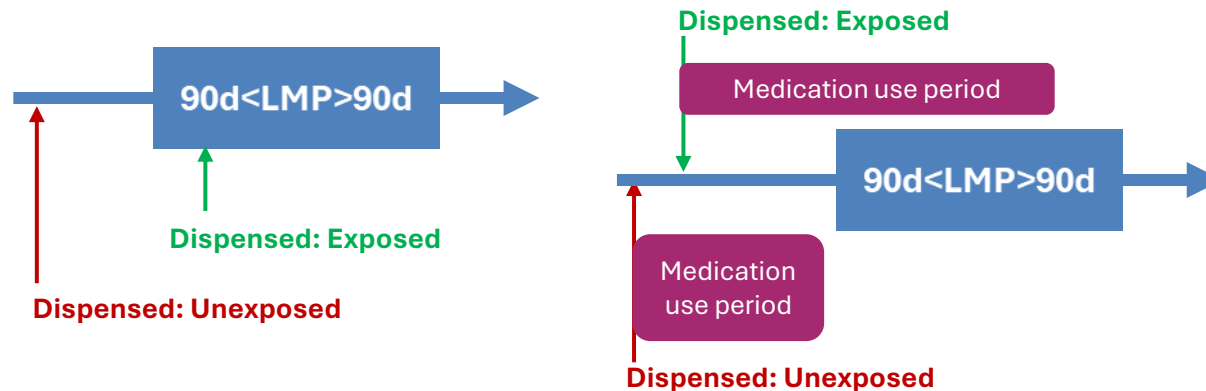 90d<LMP>90d
Dispensed: Exposed
Dispensed: Unexposed
Dispensed: Exposed
Medication use period
90d<LMP>90d
Medication
use period
Dispensed: Unexposed